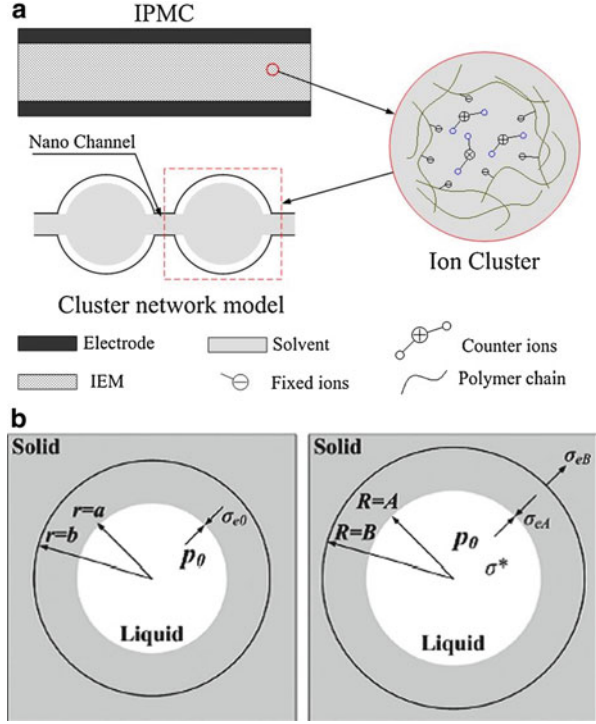 a
IPMC
Nano Channel
Cluster network model
Ion Cluster
Electrode
Solvent
Counter ions
IEM
Fixed ions
Polymer chain
b
Solid
r=a
r=b
σₑ₀
p₀
Liquid
Solid
σₑB
R=A
R=B
σₑA
p₀
σ*
Liquid